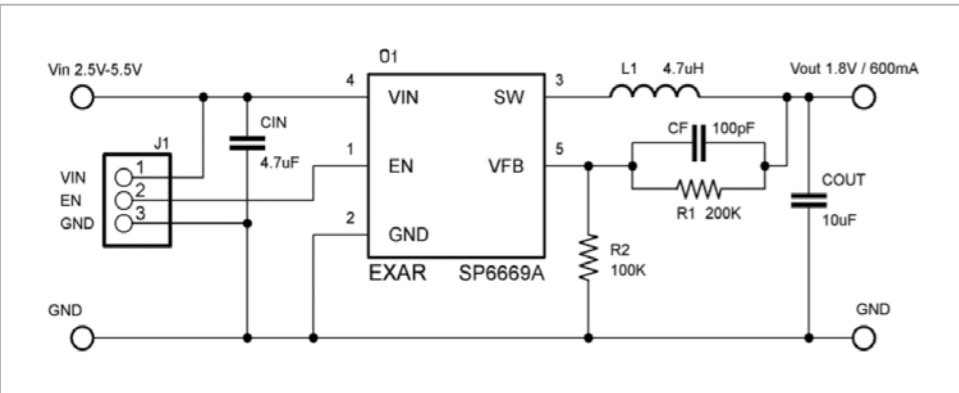 Vin 2.5V-5.5V
U1
L1 4.7uH
Vout 1.8V / 600mA
4
VIN
SW
3
CIN
4.7uF
J1
VIN
1
EN
2
GND
3
1
EN
VFB
5
CF
100pF
R1 200K
COUT
10uF
2
GND
R2
100K
EXAR SP6669A
GND
GND